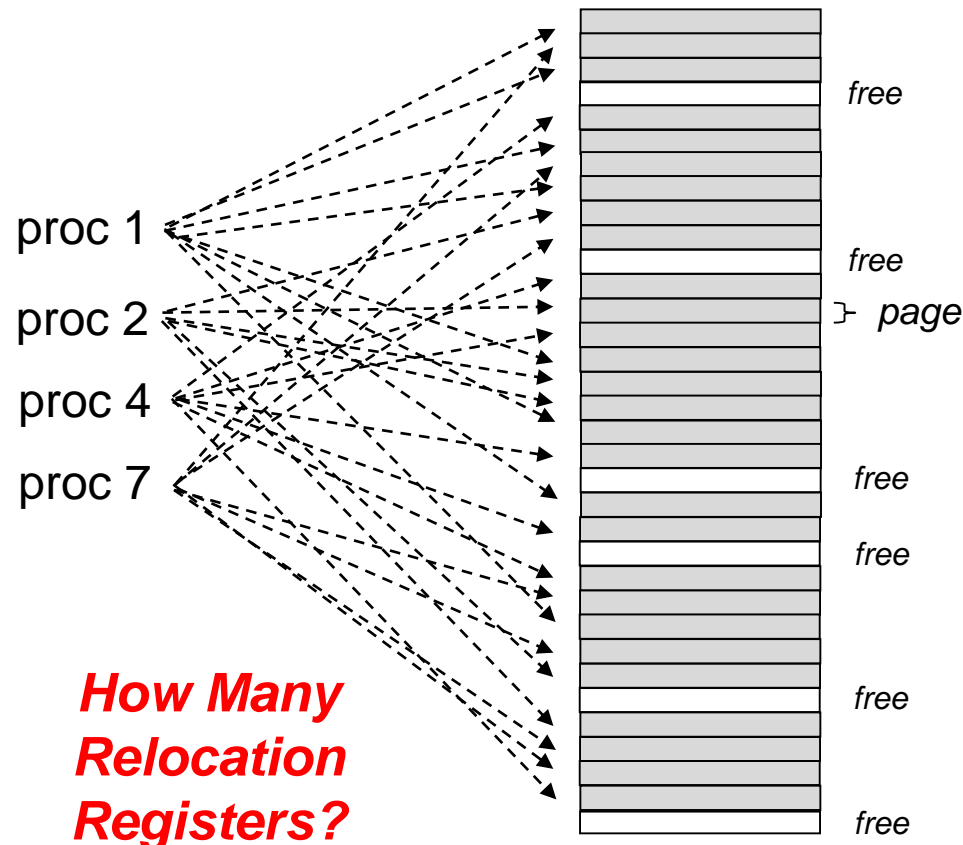 free
proc 1
free
proc 2
page
proc 4
proc 7
free
free
How Many
Relocation
Registers?
free
free